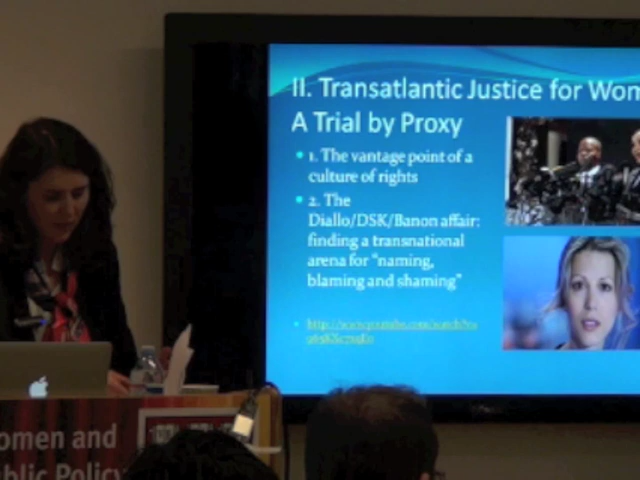 II. Transatlantic Justice for Wom
A Trial by Proxy
1. The vantage point of a
culture of rights
2. The
Diallo/DSK/Banon affair:
finding a transnational
arena for "naming,
blaming and shaming"
omen and
blic Policy